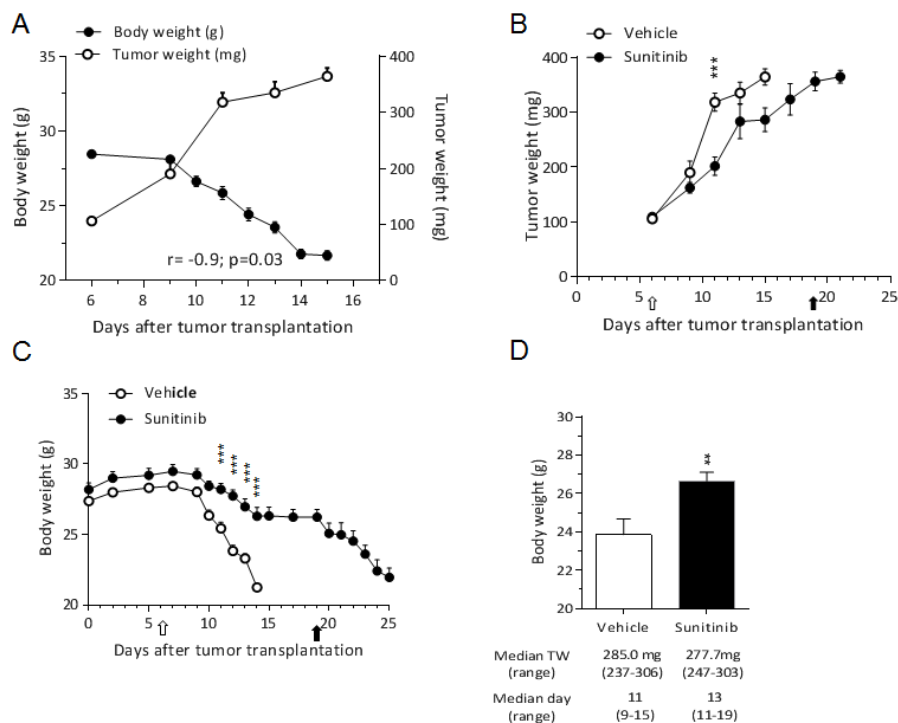 A
Body weight (g)
Tumor weight (mg)
35
30
25
20
400
300
200
100
0
Body weight (g)
Tumor weight (mg)
r= -0.9; p=0.03
6 8 10 12 14 16
Days after tumor transplantation
B
Vehicle
Sunitinib
***
400
300
200
100
0
Tumor weight (mg)
0 5 10 15 20 25
Days after tumor transplantation
C
Vehicle
Sunitinib
35
30
25
20
Body weight (g)
***
***
***
***
0 5 10 15 20 25
Days after tumor transplantation
D
30
28
26
24
22
20
Body weight (g)
**
Vehicle Sunitinib
Median TW 285.0 mg 277.7mg
(range) (237-306) (247-303)
Median day 11 13
(range) (9-15) (11-19)